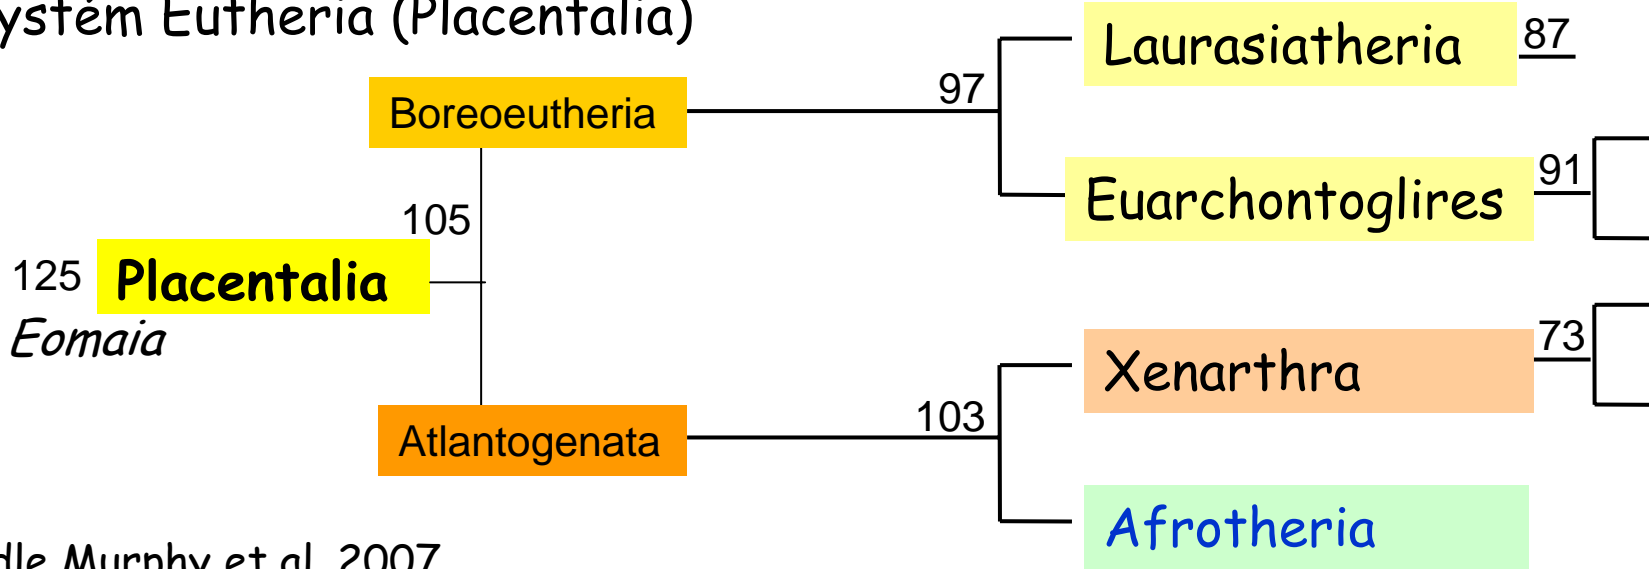 ystém Eutheria (Placentalia)
Laurasiatheria 87
97
Boreoeutheria
Euarchontoglires 91
105
125 Placentalia
Eomaia
Xenarthra 73
103
Atlantogenata
Afrotheria
dle Murphy et al. 2007